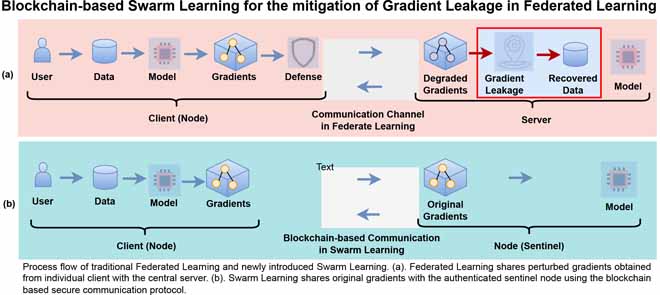 Blockchain-based Swarm Learning for the mitigation of Gradient Leakage in Federated Learning
(a)
User
Data
Model
Gradients
Defense
Degraded
Gradients
Gradient
Leakage
Recovered
Data
Model
Client (Node)
Communication Channel
in Federate Learning
Server
Text
(b)
User
Data
Model
Gradients
Original
Gradients
Model
Client (Node)
Blockchain-based Communication
in Swarm Learning
Node (Sentinel)
Process flow of traditional Federated Learning and newly introduced Swarm Learning. (a). Federated Learning shares perturbed gradients obtained
from individual client with the central server. (b). Swarm Learning shares original gradients with the authenticated sentinel node using the blockchain
based secure communication protocol.